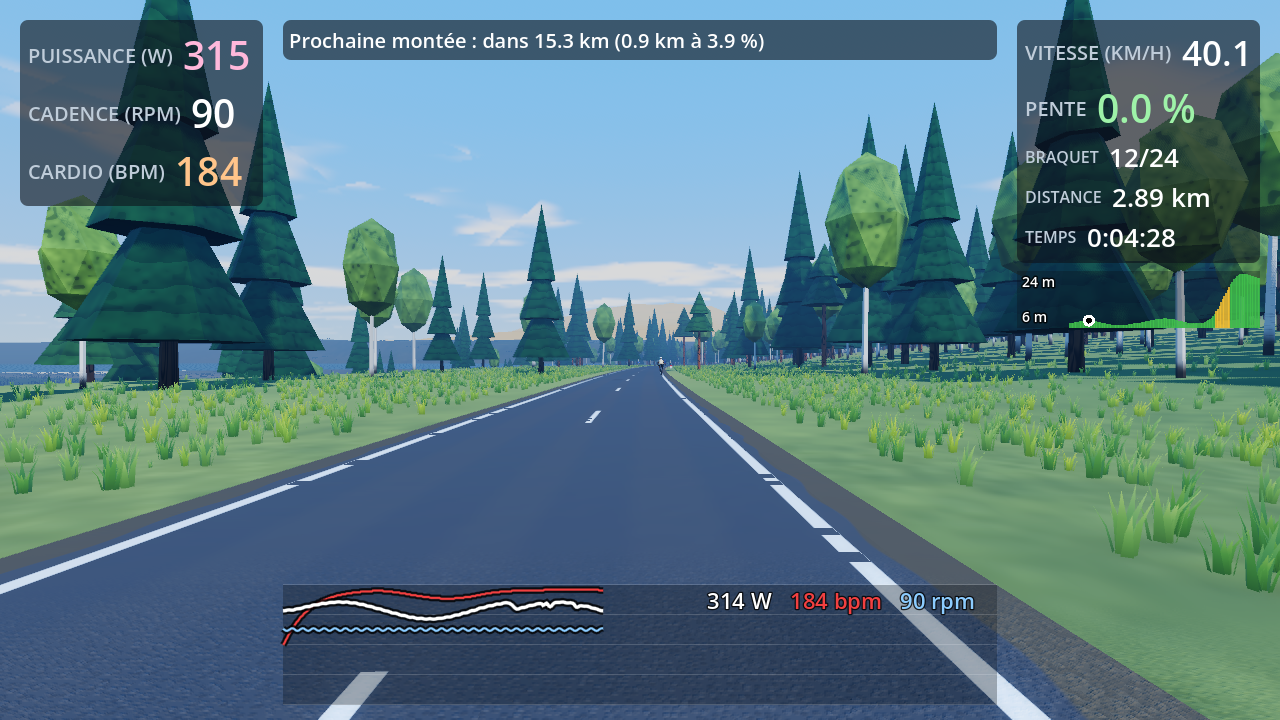 PUISSANCE (W) 315
CADENCE (RPM) 90
CARDIO (BPM) 184
Prochaine montée : dans 15.3 km (0.9 km à 3.9 %)
VITESSE (KM/H) 40.1
PENTE 0.0 %
BRAQUET 12/24
DISTANCE 2.89 km
TEMPS 0:04:28
24 m
6 m
314 W 184 bpm 90 rpm